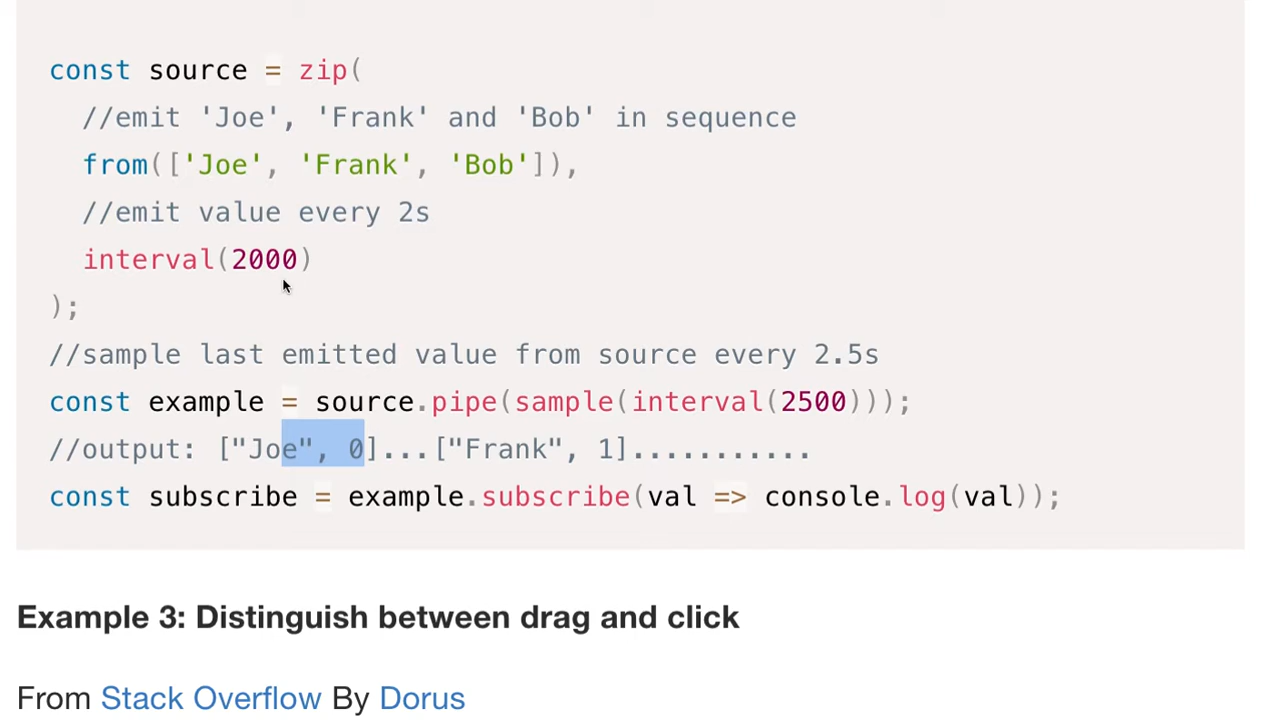 const source = zip(
  //emit 'Joe', 'Frank' and 'Bob' in sequence
  from(['Joe', 'Frank', 'Bob']),
  //emit value every 2s
  interval(2000)
);
//sample last emitted value from source every 2.5s
const example = source.pipe(sample(interval(2500)));
//output: ["Joe", 0]...["Frank", 1]...........
const subscribe = example.subscribe(val => console.log(val));
Example 3: Distinguish between drag and click
From Stack Overflow By Dorus